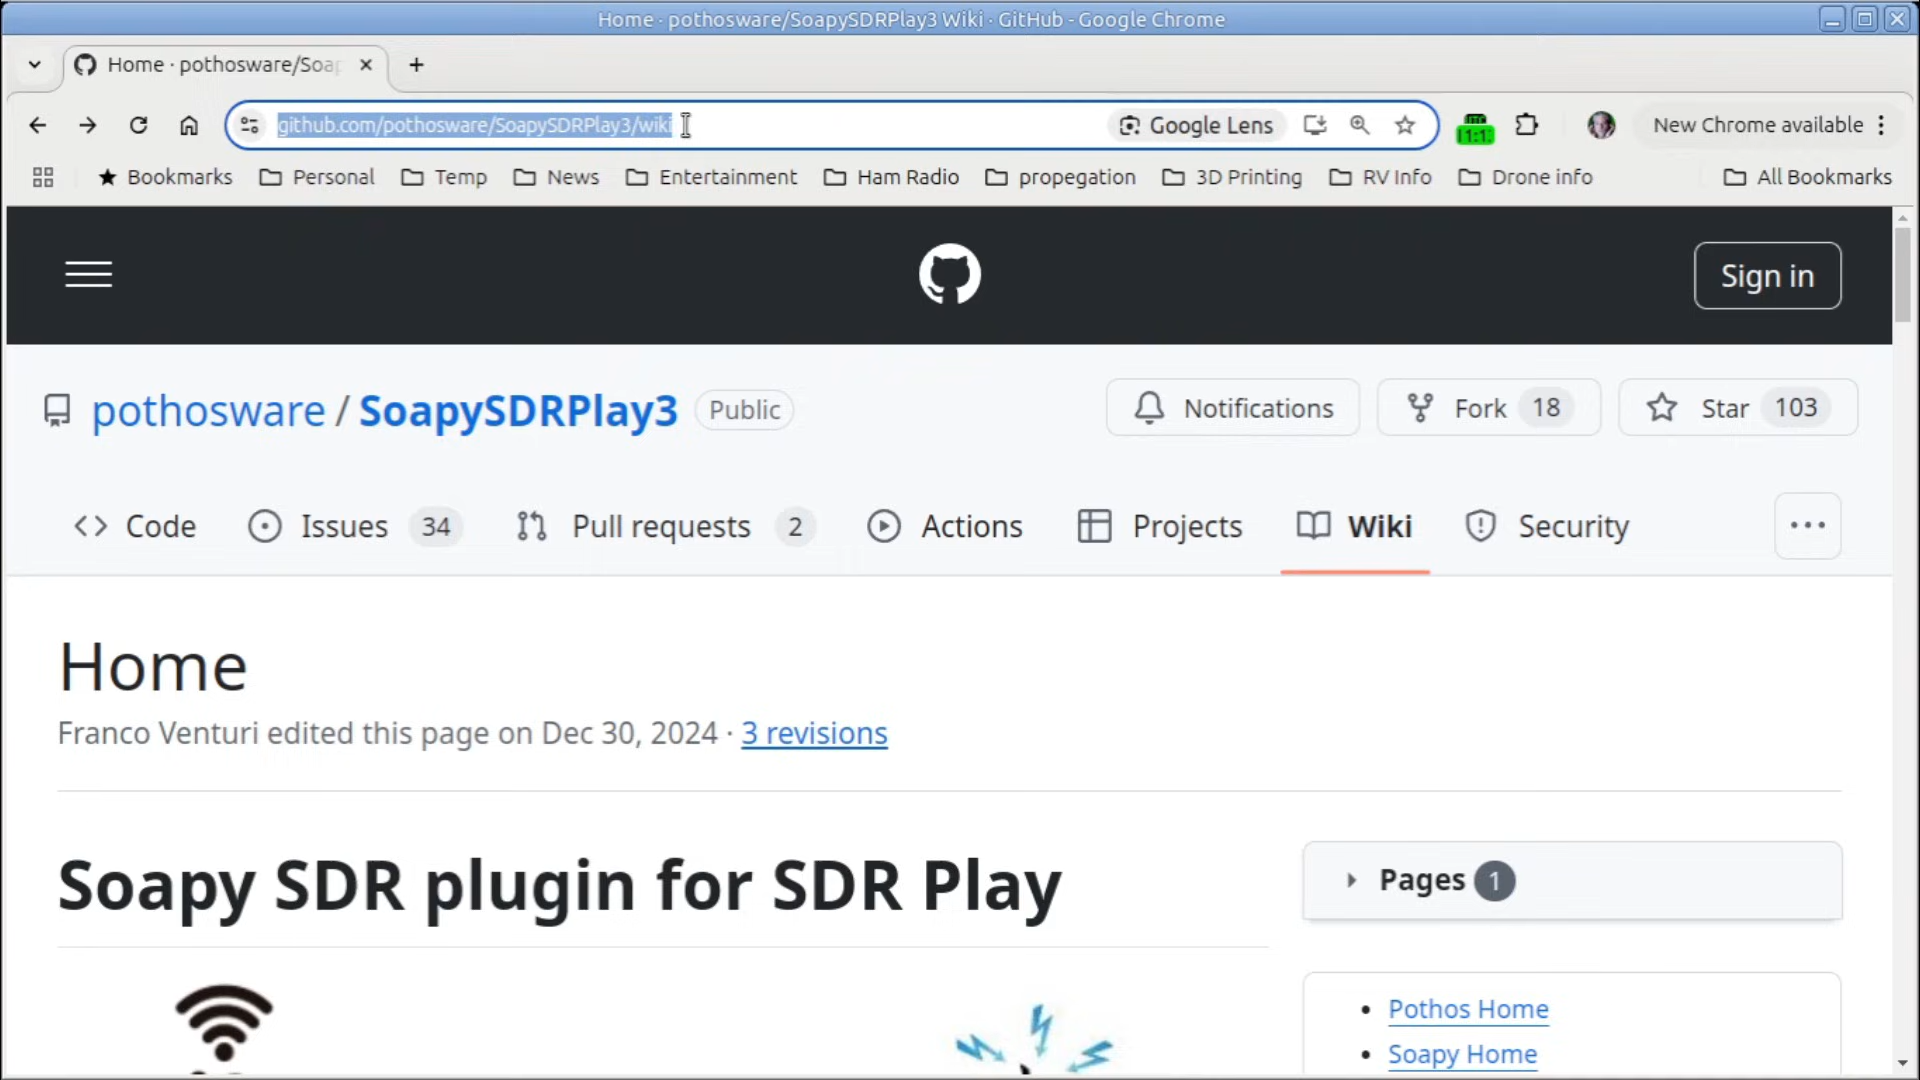 Home · pothosware/SoapySDRPlay3 Wiki · GitHub - Google Chrome
Home · pothosware/Soap
github.com/pothosware/SoapySDRPlay3/wiki
Google Lens
1:1
New Chrome available
Bookmarks
Personal
Temp
News
Entertainment
Ham Radio
propegation
3D Printing
RV Info
Drone info
All Bookmarks
Sign in
pothosware / SoapySDRPlay3 Public
Notifications
Fork 18
Star 103
Code
Issues 34
Pull requests 2
Actions
Projects
Wiki
Security
Home
Franco Venturi edited this page on Dec 30, 2024 · 3 revisions
Soapy SDR plugin for SDR Play
Pages 1
Pothos Home
Soapy Home